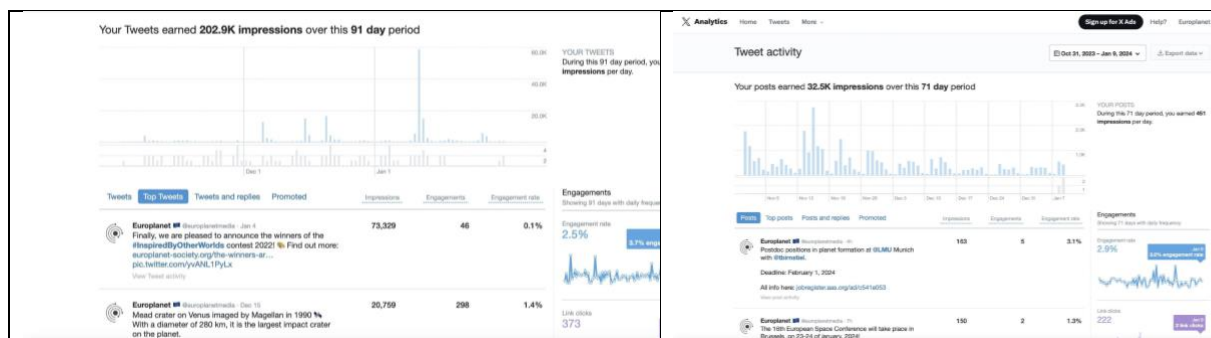 Your Tweets earned 202.9K impressions over this 91 day period
60.0K
40.0K
20.0K
4
2
Dec 1
Jan 1
YOUR TWEETS
During this 91 day period, you
impressions per day.
Tweets Top Tweets Tweets and replies Promoted Impressions Engagements Engagement rate
Europlanet @europlanetmedia · Jan 4
Finally, we are pleased to announce the winners of the
#InspiredByOtherWorlds contest 2022! Find out more:
europlanet-society.org/the-winners-ar…
pic.twitter.com/yvANL1PyLx
View Tweet activity
73,329 46 0.1%
Europlanet @europlanetmedia · Dec 15
Mead crater on Venus imaged by Magellan in 1990
With a diameter of 280 km, it is the largest impact crater
on the planet.
20,759 298 1.4%
Engagements
Showing 91 days with daily freque
Engagement rate
2.5%
Link clicks
373
X Analytics Home Tweets More
Sign up for X Ads Help? Europlanet
Tweet activity
Oct 31, 2023 – Jan 9, 2024
Export data
Your posts earned 32.5K impressions over this 71 day period
2.0K
1.0K
YOUR POSTS
During this 71 day period, you earned 451
impressions per day.
Posts Top posts Posts and replies Promoted Impressions Engagements Engagement rate
Europlanet
Postdoc positions in planet formation at @LMU Munich
Deadline: February 1, 2024
View post activity
163 5 3.1%
Europlanet
The 16th European Space Conference will take place in
Brussels, on 23-24 of january, 2024!
150 2 1.3%
Engagements
Showing 71 days with daily frequency
Engagement rate
2.9%
Link clicks
222